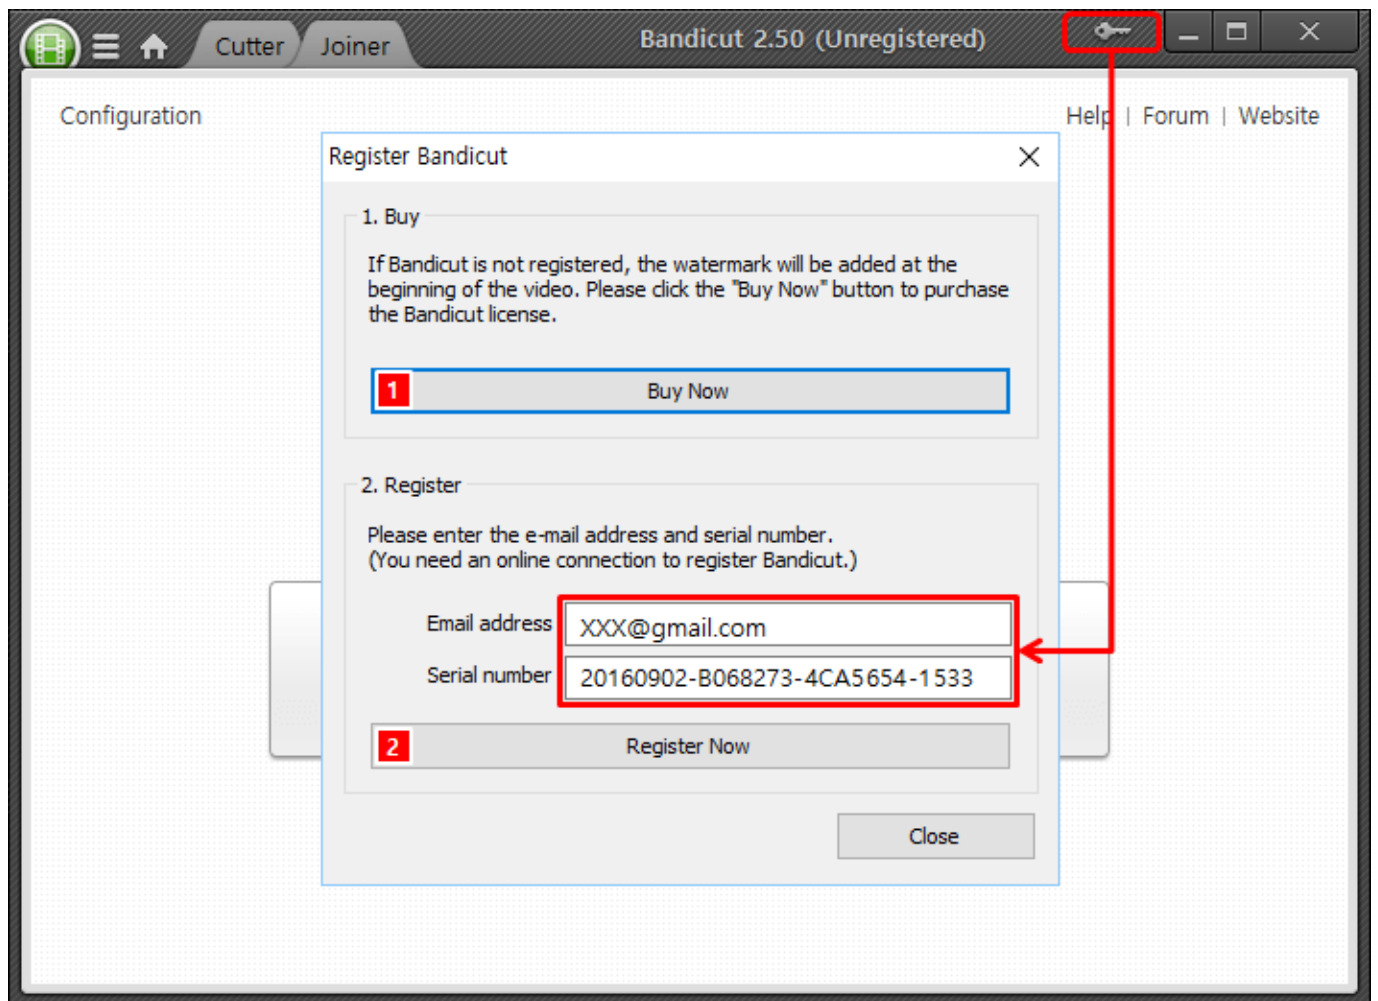 Cutter
Joiner
Bandicut 2.50 (Unregistered)
Configuration
Help | Forum | Website
Register Bandicut
1. Buy
If Bandicut is not registered, the watermark will be added at the
beginning of the video. Please click the "Buy Now" button to purchase
the Bandicut license.
1
Buy Now
2. Register
Please enter the e-mail address and serial number.
(You need an online connection to register Bandicut.)
Email address
XXX@gmail.com
Serial number
20160902-B068273-4CA5654-1533
2
Register Now
Close